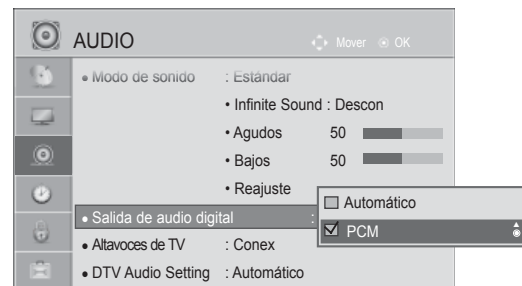 AUDIO Mover OK
• Modo de sonido : Estándar
• Infinite Sound : Descon
• Agudos 50
• Bajos 50
• Reajuste
• Salida de audio digital :
Automático
PCM
• Altavoces de TV : Conex
• DTV Audio Setting : Automático